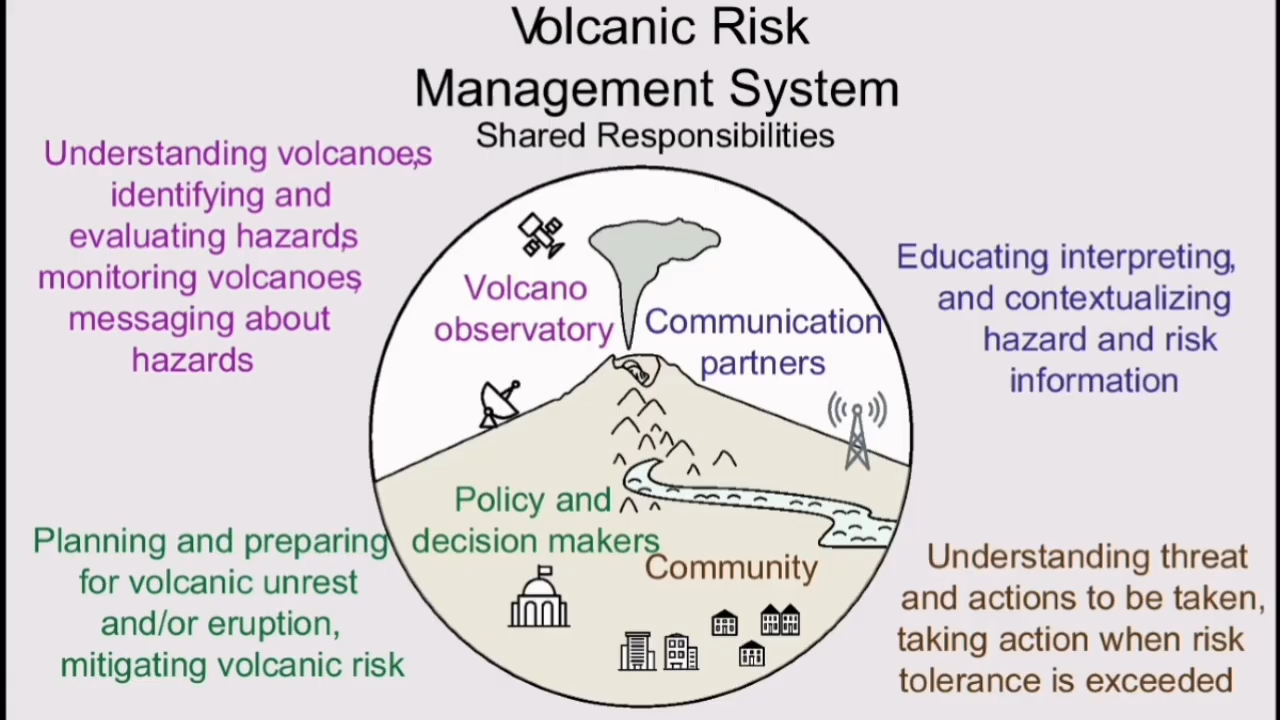 Volcanic Risk
Management System
Shared Responsibilities
Understanding volcanoes,
identifying and
evaluating hazards,
monitoring volcanoes,
messaging about
hazards
Volcano
observatory
Communication
partners
Educating interpreting,
and contextualizing
hazard and risk
information
Policy and
decision makers
Planning and preparing
for volcanic unrest
and/or eruption,
mitigating volcanic risk
Community
Understanding threat
and actions to be taken,
taking action when risk
tolerance is exceeded